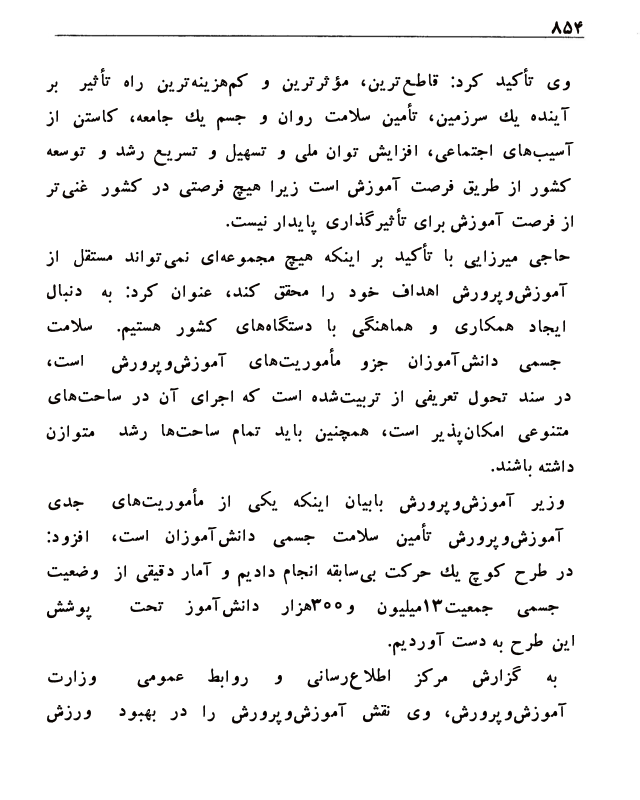 ۸۵۴
وی تأکید کرد: قاطع‌ترین، مؤثرترین و کم‌هزینه‌ترین راه تأثیر بر
آینده یك سرزمین، تأمین سلامت روان و جسم یك جامعه، کاستن از
آسیب‌های اجتماعی، افزایش توان ملی و تسهیل و تسریع رشد و توسعه
کشور از طریق فرصت آموزش است زیرا هیچ فرصتی در کشور غنی‌تر
از فرصت آموزش برای تأثیرگذاری پایدار نیست.
حاجی میرزایی با تأکید بر اینکه هیچ مجموعه‌ای نمی‌تواند مستقل از
آموزش‌وپرورش اهداف خود را محقق کند، عنوان کرد: به دنبال
ایجاد همکاری و هماهنگی با دستگاه‌های کشور هستیم. سلامت
جسمی دانش‌آموزان جزو مأموریت‌های آموزش‌وپرورش است،
در سند تحول تعریفی از تربیت‌شده است که اجرای آن در ساحت‌های
متنوعی امکان‌پذیر است، همچنین باید تمام ساحت‌ها رشد متوازن
داشته باشند.
وزیر آموزش‌وپرورش بابیان اینکه یکی از مأموریت‌های جدی
آموزش‌وپرورش تأمین سلامت جسمی دانش‌آموزان است، افزود:
در طرح کوچ یك حرکت بی‌سابقه انجام دادیم و آمار دقیقی از وضعیت
جسمی جمعیت۱۳میلیون و۳۰۰هزار دانش‌آموز تحت پوشش
این طرح به دست آوردیم.
به گزارش مرکز اطلاع‌رسانی و روابط عمومی وزارت
آموزش‌وپرورش، وی نقش آموزش‌وپرورش را در بهبود ورزش